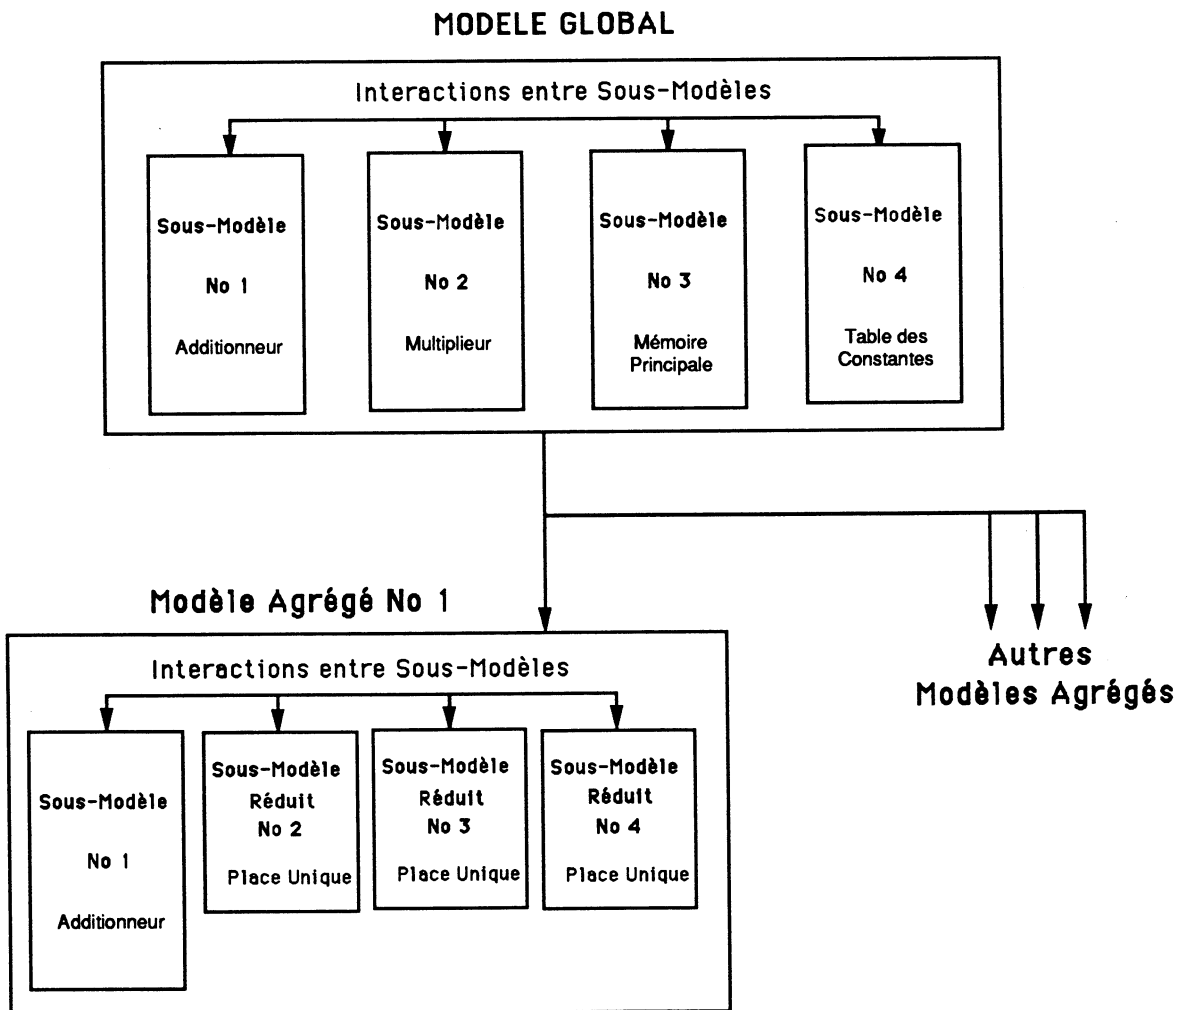 MODELE GLOBAL
Interactions entre Sous-Modèles
Sous-Modèle
No 1
Additionneur
Sous-Modèle
No 2
Multiplieur
Sous-Modèle
No 3
Mémoire
Principale
Sous-Modèle
No 4
Table des
Constantes
Modèle Agrégé No 1
Interactions entre Sous-Modèles
Sous-Modèle
No 1
Additionneur
Sous-Modèle
Réduit
No 2
Place Unique
Sous-Modèle
Réduit
No 3
Place Unique
Sous-Modèle
Réduit
No 4
Place Unique
Autres
Modèles Agrégés